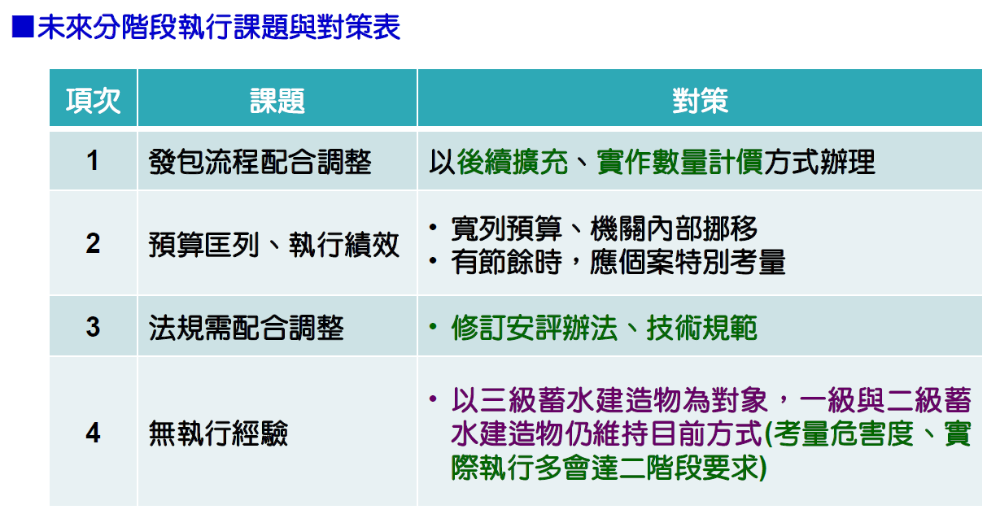 ■未來分階段執行課題與對策表
項次
課題
對策
1
發包流程配合調整
以後續擴充、實作數量計價方式辦理
2
預算匡列、執行績效
• 寬列預算、機關內部挪移
• 有節餘時，應個案特別考量
3
法規需配合調整
• 修訂安評辦法、技術規範
4
無執行經驗
• 以三級蓄水建造物為對象，一級與二級蓄
水建造物仍維持目前方式(考量危害度、實
際執行多會達二階段要求)